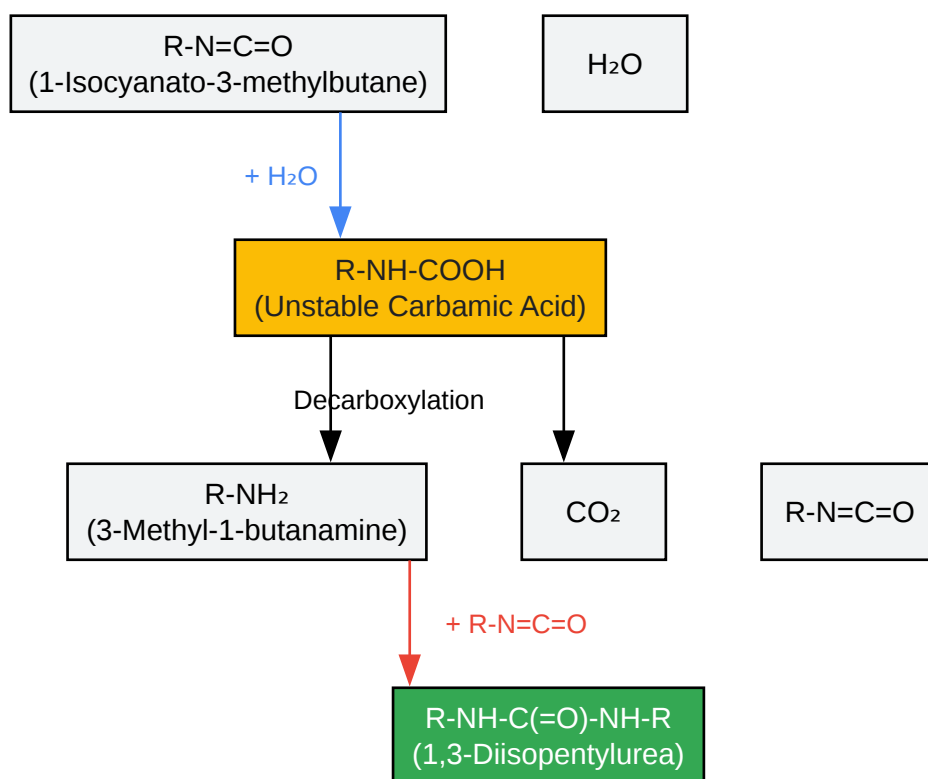 R-N=C=O
(1-Isocyanato-3-methylbutane)
H₂O
+ H₂O
R-NH-COOH
(Unstable Carbamic Acid)
Decarboxylation
R-NH₂
(3-Methyl-1-butanamine)
CO₂
R-N=C=O
+ R-N=C=O
R-NH-C(=O)-NH-R
(1,3-Diisopentylurea)